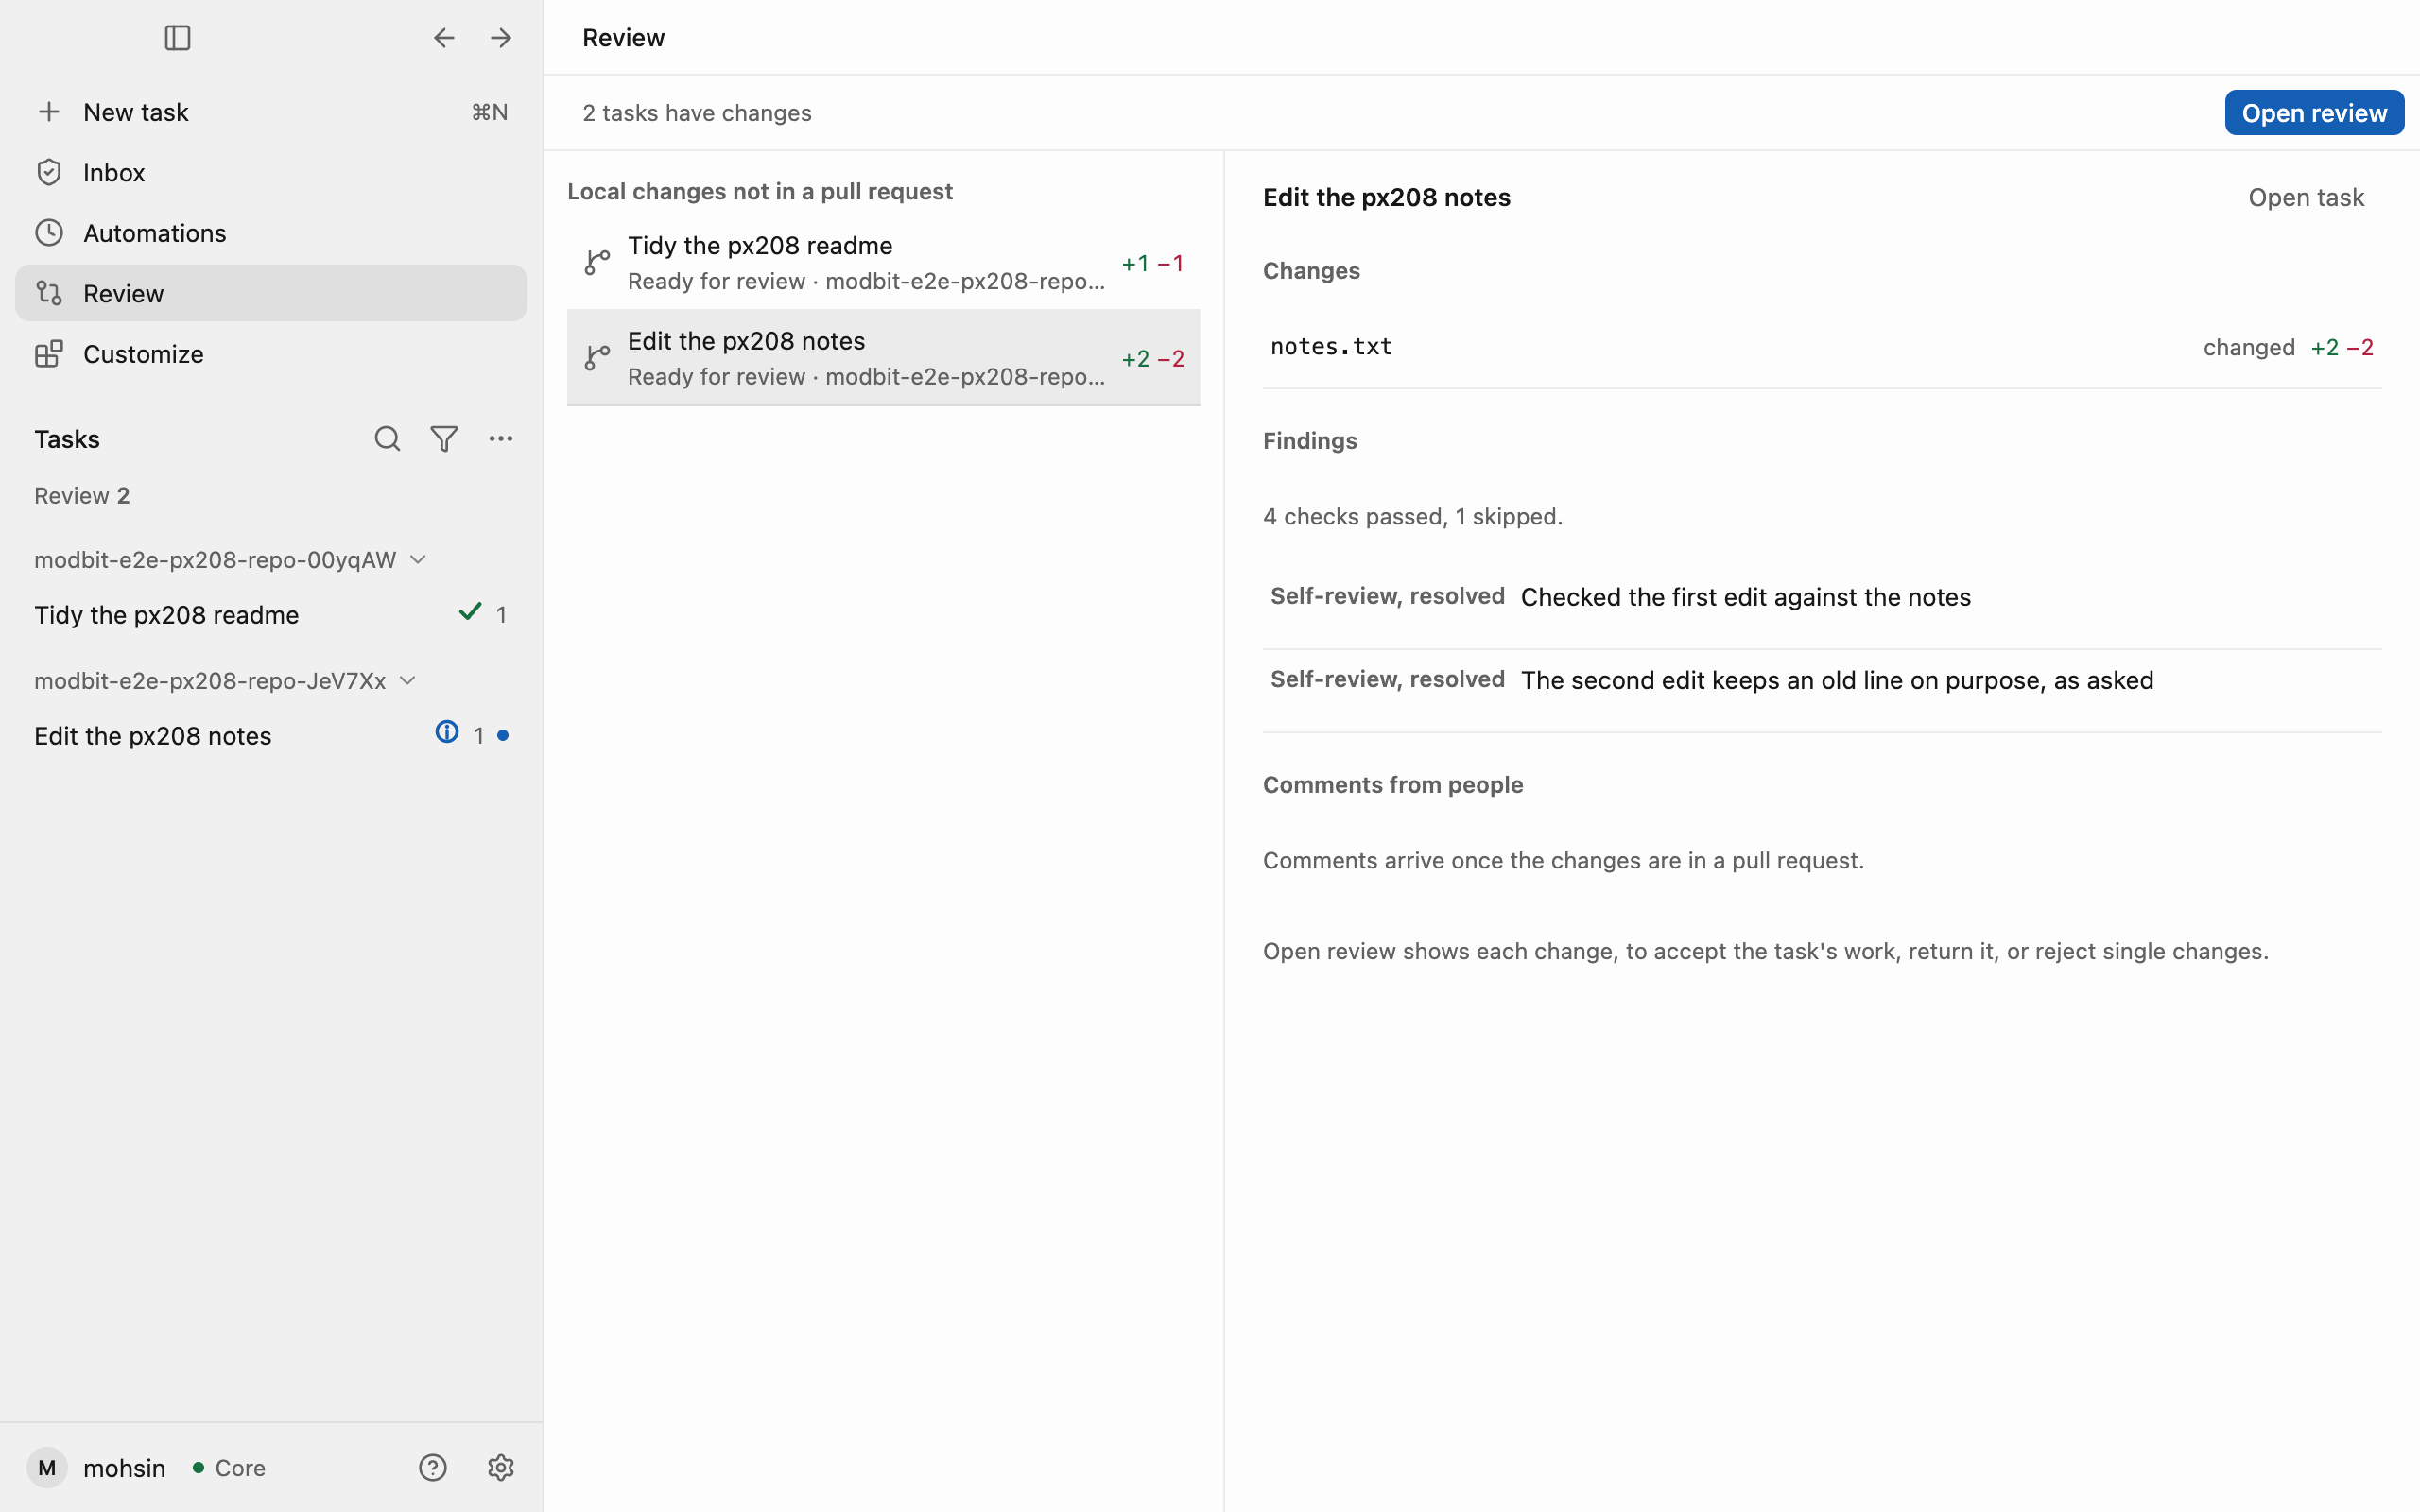 New task ⌘N
Inbox
Automations
Review
Customize
Tasks
Review 2
modbit-e2e-px208-repo-00yqAW
Tidy the px208 readme 1
modbit-e2e-px208-repo-JeV7Xx
Edit the px208 notes 1
M mohsin Core
Review
2 tasks have changes
Open review
Local changes not in a pull request
Tidy the px208 readme
Ready for review · modbit-e2e-px208-repo...
+1 −1
Edit the px208 notes
Ready for review · modbit-e2e-px208-repo...
+2 −2
Edit the px208 notes
Open task
Changes
notes.txt changed +2 −2
Findings
4 checks passed, 1 skipped.
Self-review, resolved Checked the first edit against the notes
Self-review, resolved The second edit keeps an old line on purpose, as asked
Comments from people
Comments arrive once the changes are in a pull request.
Open review shows each change, to accept the task's work, return it, or reject single changes.